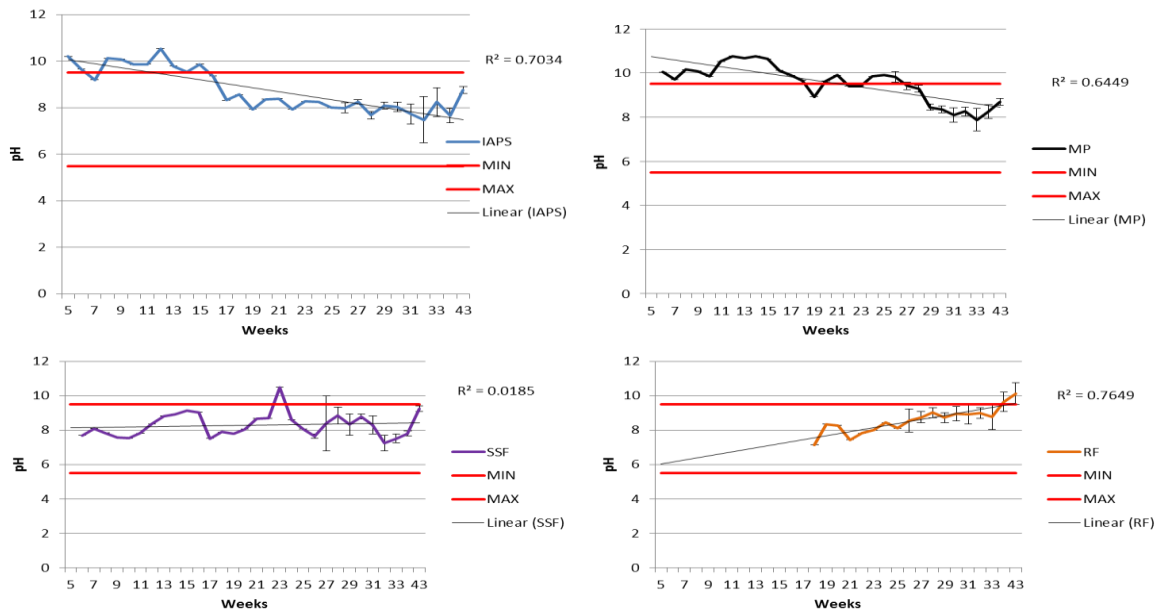 12
10
8
6
4
2
0
pH
R² = 0.7034
IAPS
MIN
MAX
Linear (IAPS)
5 7 9 11 13 15 17 19 21 23 25 27 29 31 33 43
Weeks
12
10
8
6
4
2
0
pH
R² = 0.6449
MP
MIN
MAX
Linear (MP)
5 7 9 11 13 15 17 19 21 23 25 27 29 31 33 43
Weeks
12
10
8
6
4
2
0
pH
R² = 0.0185
SSF
MIN
MAX
Linear (SSF)
5 7 9 11 13 15 17 19 21 23 25 27 29 31 33 43
Weeks
12
10
8
6
4
2
0
pH
R² = 0.7649
RF
MIN
MAX
Linear (RF)
5 7 9 11 13 15 17 19 21 23 25 27 29 31 33 43
Weeks